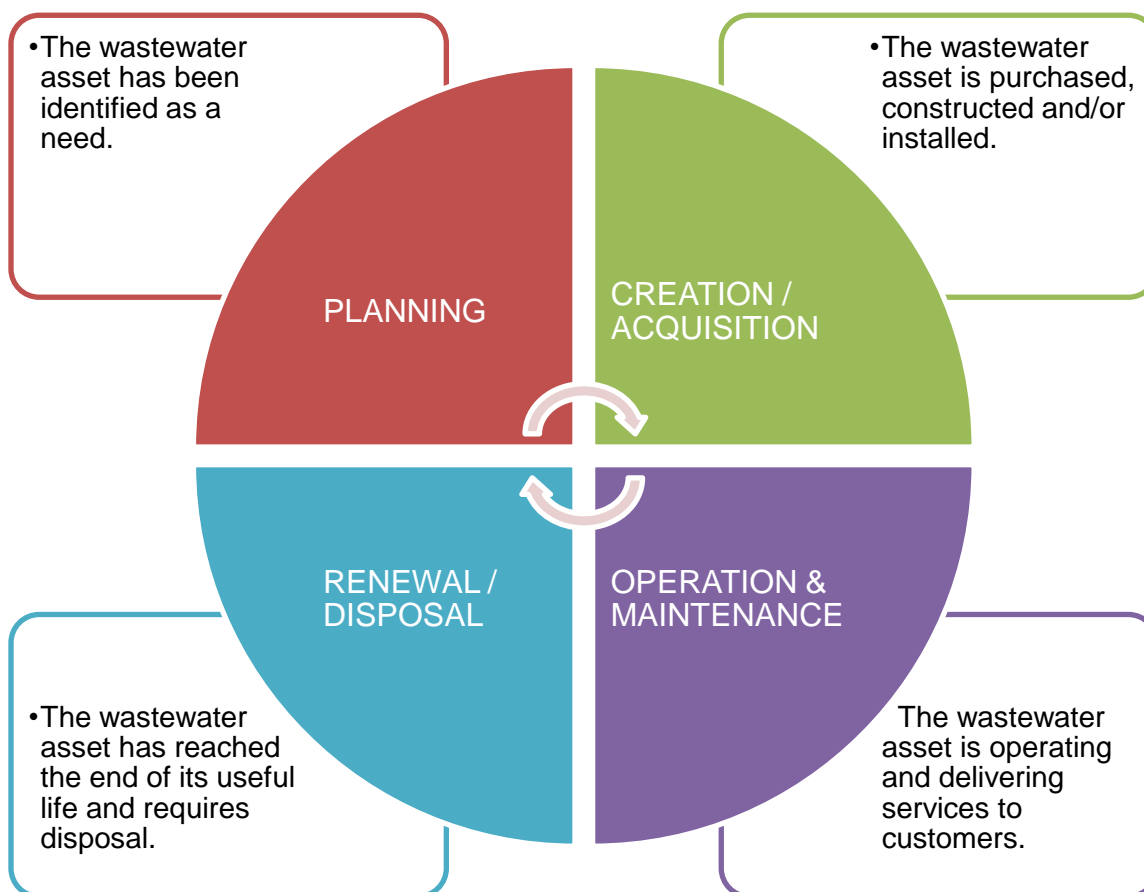 •The wastewater
asset has been
identified as a
need.
•The wastewater
asset is purchased,
constructed and/or
installed.
PLANNING
CREATION /
ACQUISITION
RENEWAL /
DISPOSAL
OPERATION &
MAINTENANCE
•The wastewater
asset has reached
the end of its useful
life and requires
disposal.
The wastewater
asset is operating
and delivering
services to
customers.